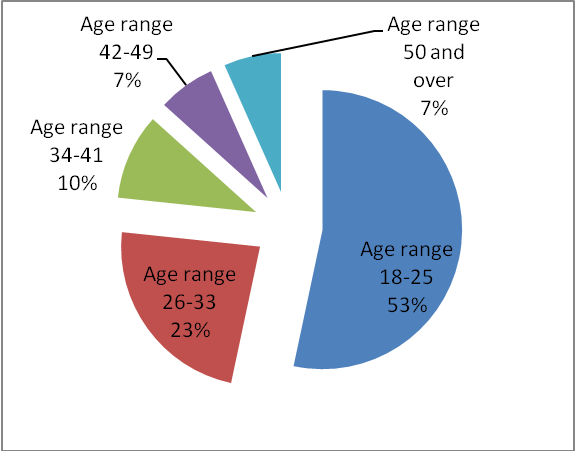 Age range
42-49
7%
Age range
50 and
over
7%
Age range
34-41
10%
Age range
18-25
53%
Age range
26-33
23%